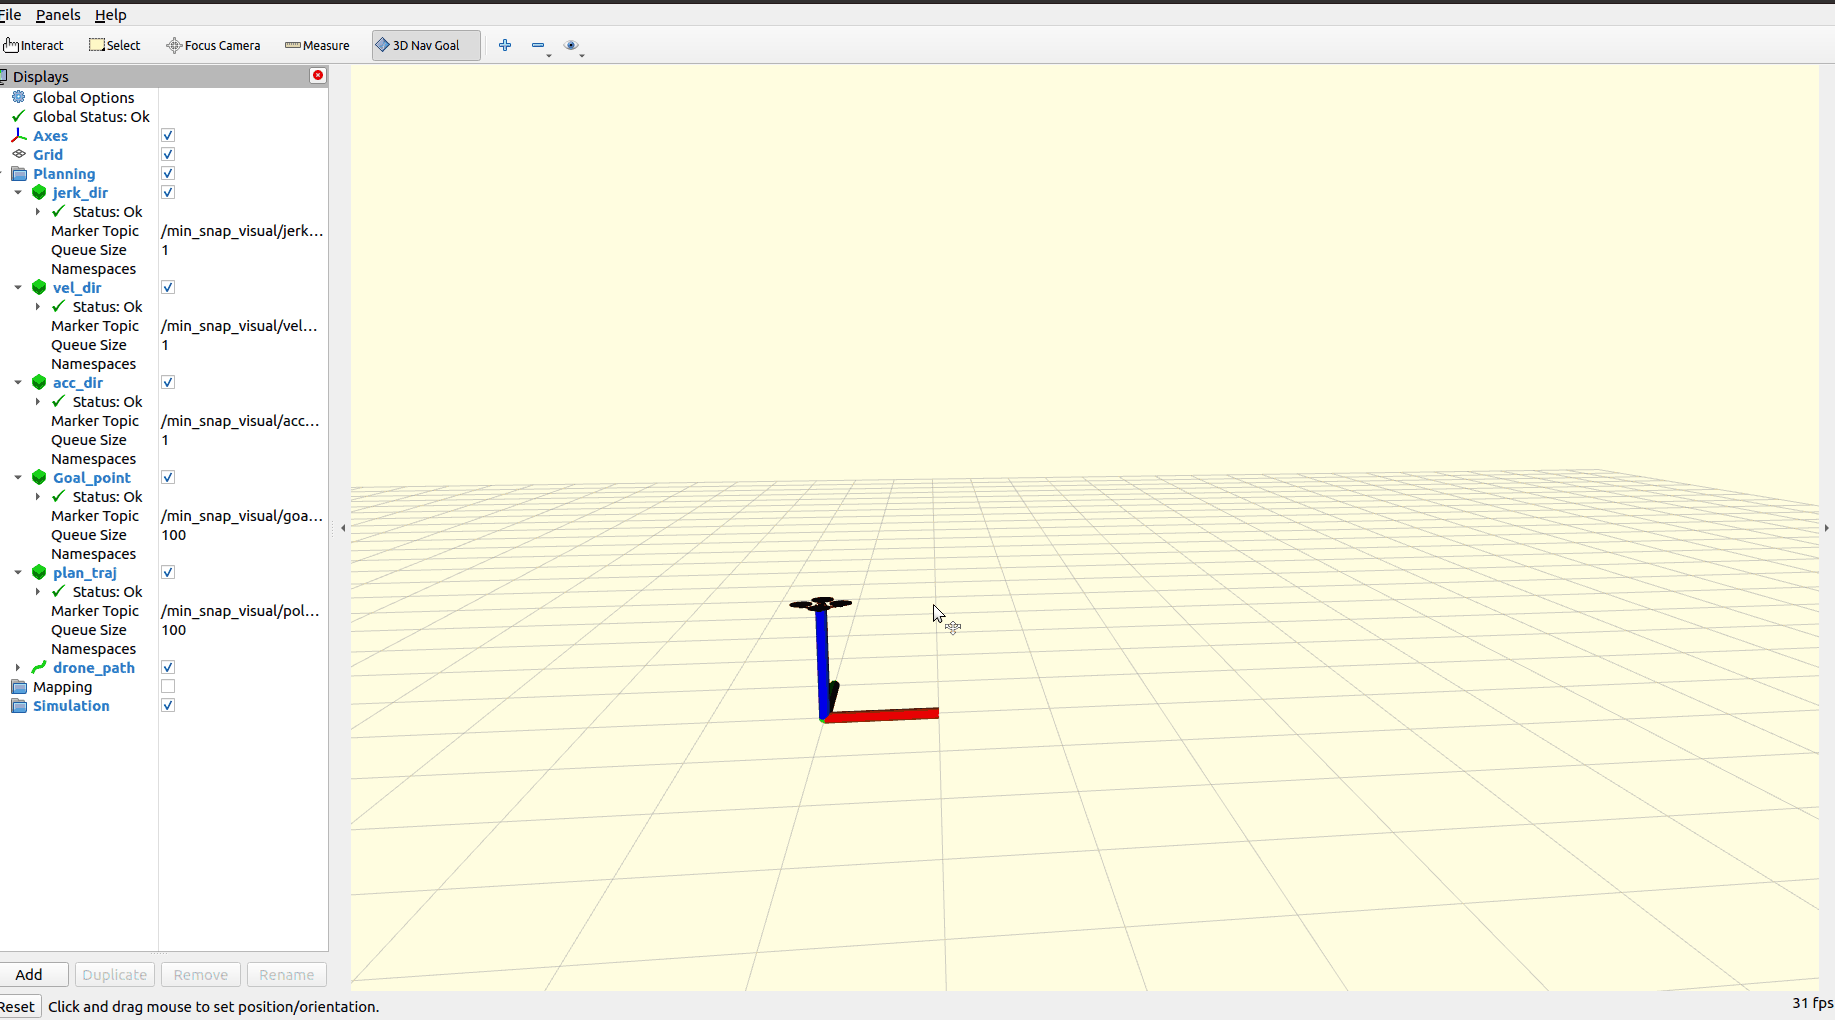 File Panels Help
Interact Select Focus Camera Measure 3D Nav Goal
Displays
Global Options
Global Status: Ok
Axes
Grid
Planning
jerk_dir
Status: Ok
Marker Topic /min_snap_visual/jerk...
Queue Size 1
Namespaces
vel_dir
Status: Ok
Marker Topic /min_snap_visual/vel...
Queue Size 1
Namespaces
acc_dir
Status: Ok
Marker Topic /min_snap_visual/acc...
Queue Size 1
Namespaces
Goal_point
Status: Ok
Marker Topic /min_snap_visual/goa...
Queue Size 100
Namespaces
plan_traj
Status: Ok
Marker Topic /min_snap_visual/pol...
Queue Size 100
Namespaces
drone_path
Mapping
Simulation
Add Duplicate Remove Rename
Reset Click and drag mouse to set position/orientation. 31 fps